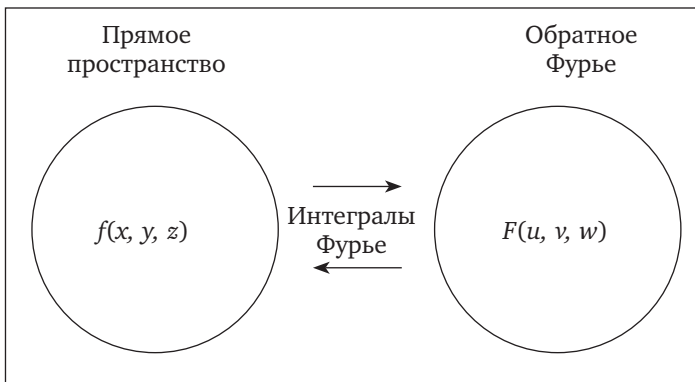 Прямое
пространство
Обратное
Фурье
f(x, y, z)
Интегралы
Фурье
F(u, v, w)